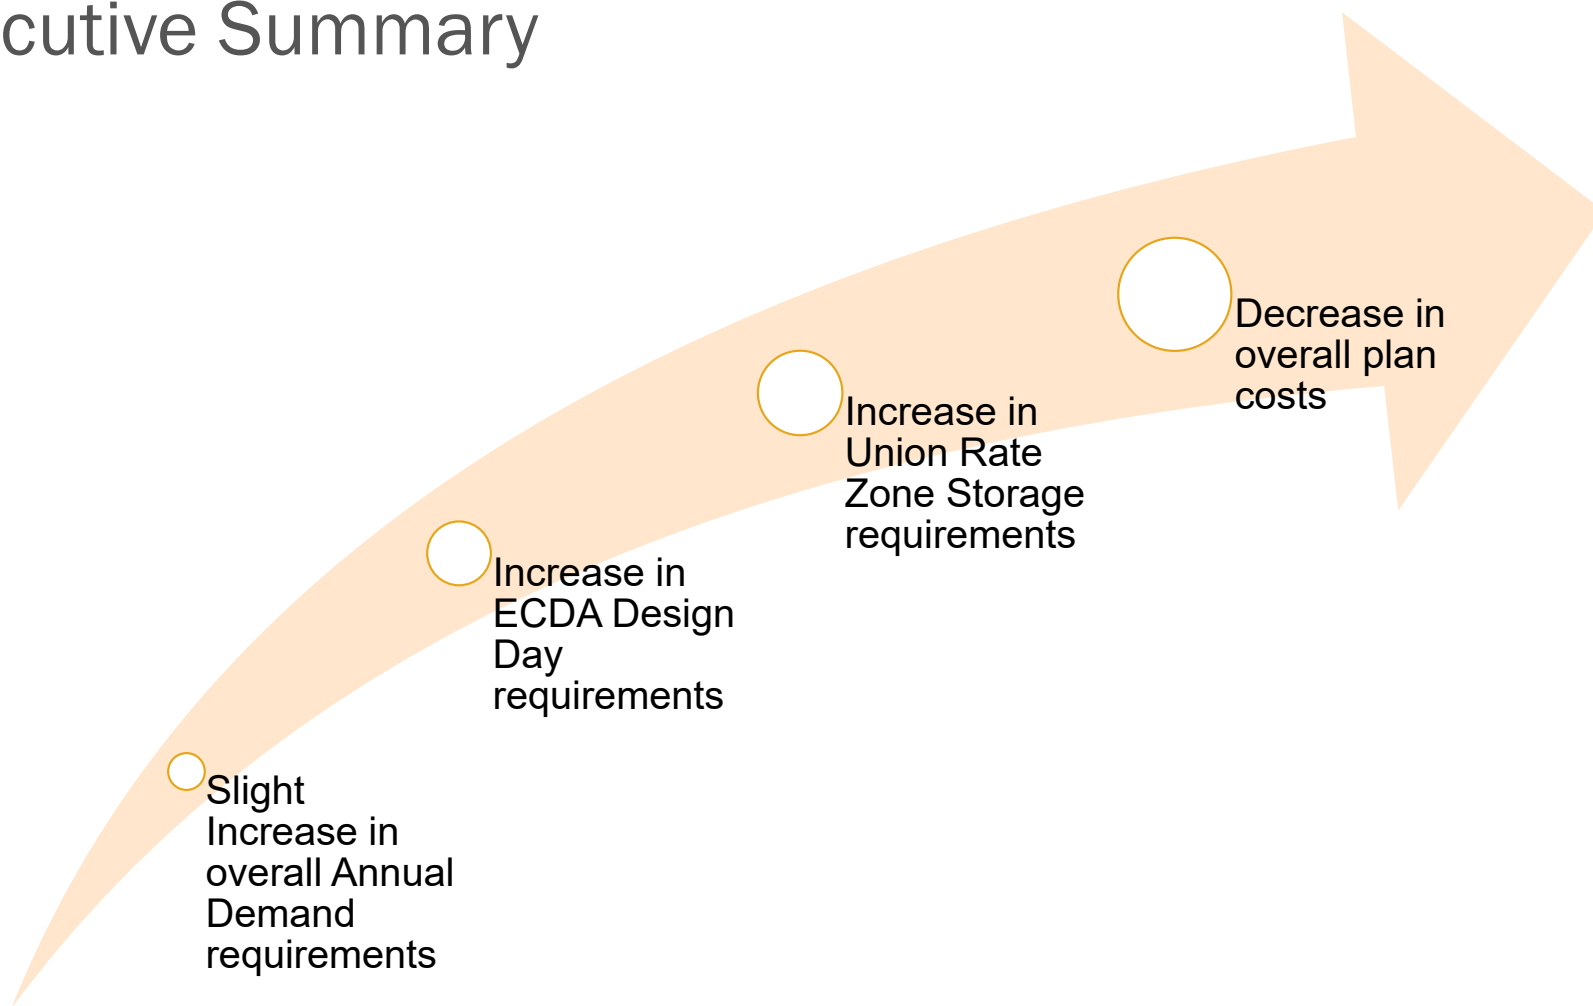 cutive Summary
Decrease in
overall plan
costs
Increase in
Union Rate
Zone Storage
requirements
Increase in
ECDA Design
Day
requirements
Slight
Increase in
overall Annual
Demand
requirements